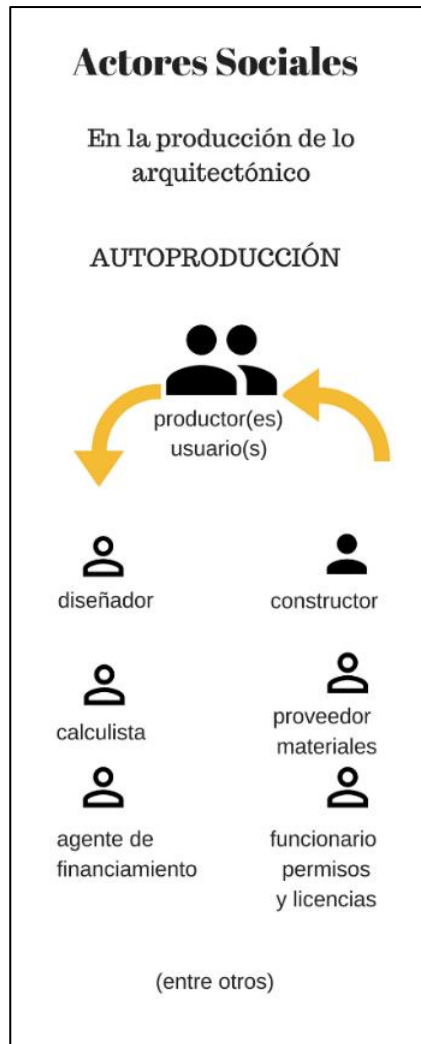 Actores Sociales
En la producción de lo
arquitectónico
AUTOPRODUCCIÓN
productor(es)
usuario(s)
diseñador
constructor
calculista
proveedor
materiales
agente de
financiamiento
funcionario
permisos
y licencias
(entre otros)